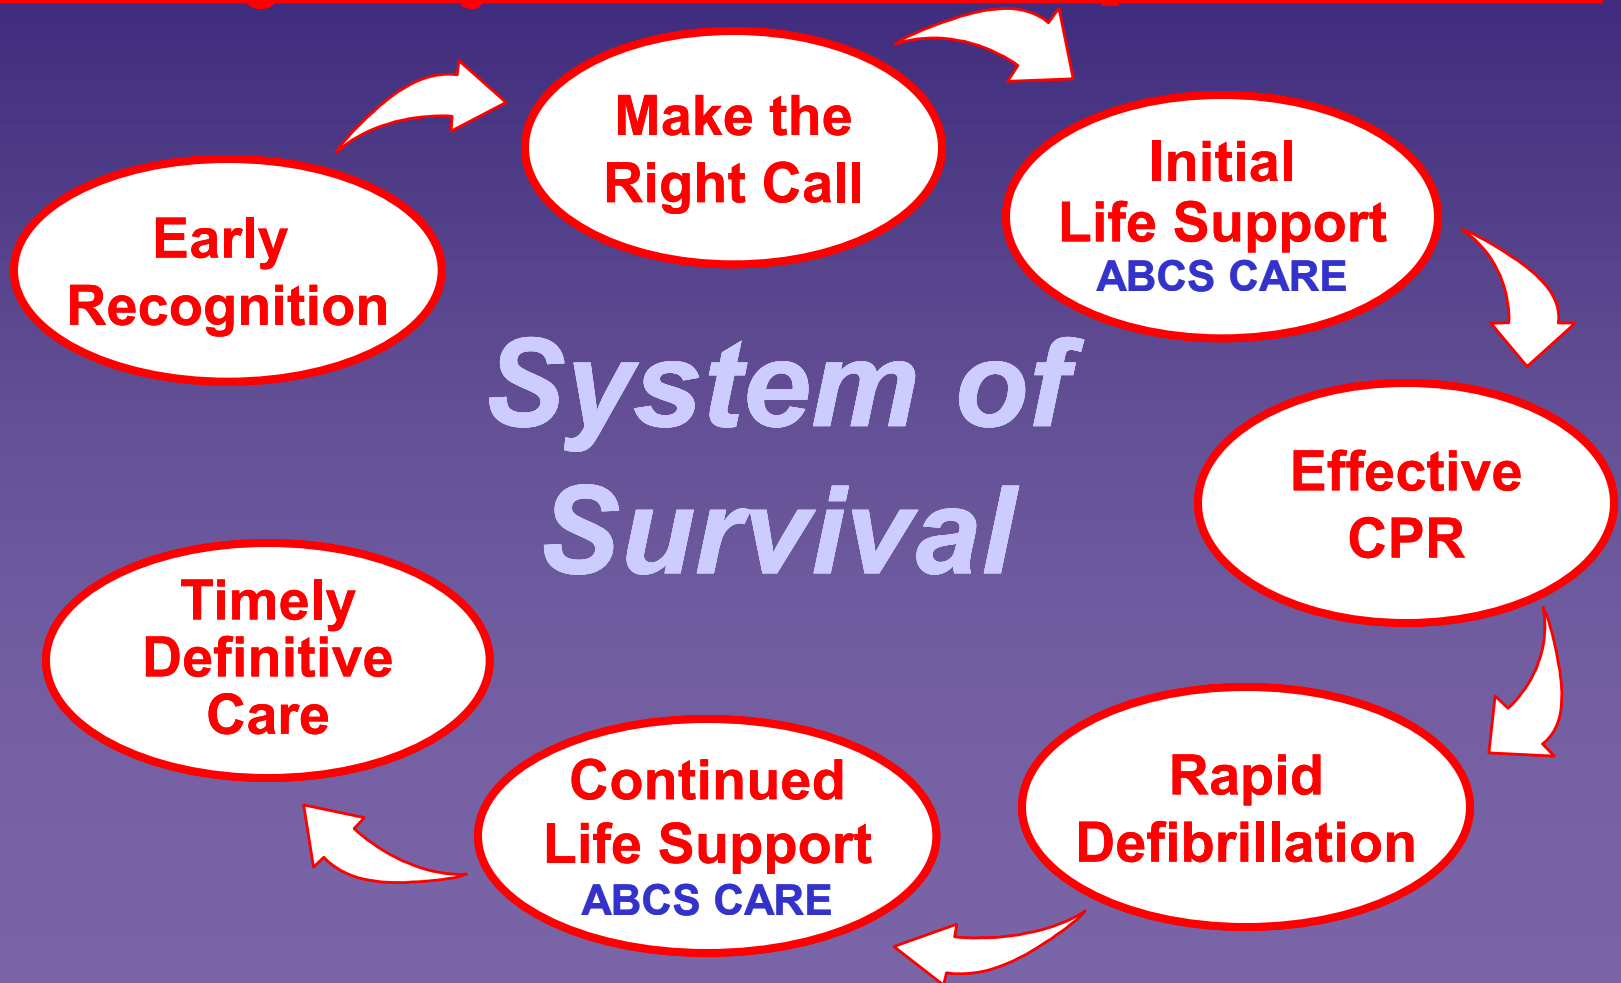 Make the
Right Call
Initial
Life Support
ABCS CARE
Early
Recognition
System of
Survival
Effective
CPR
Timely
Definitive
Care
Continued
Life Support
ABCS CARE
Rapid
Defibrillation